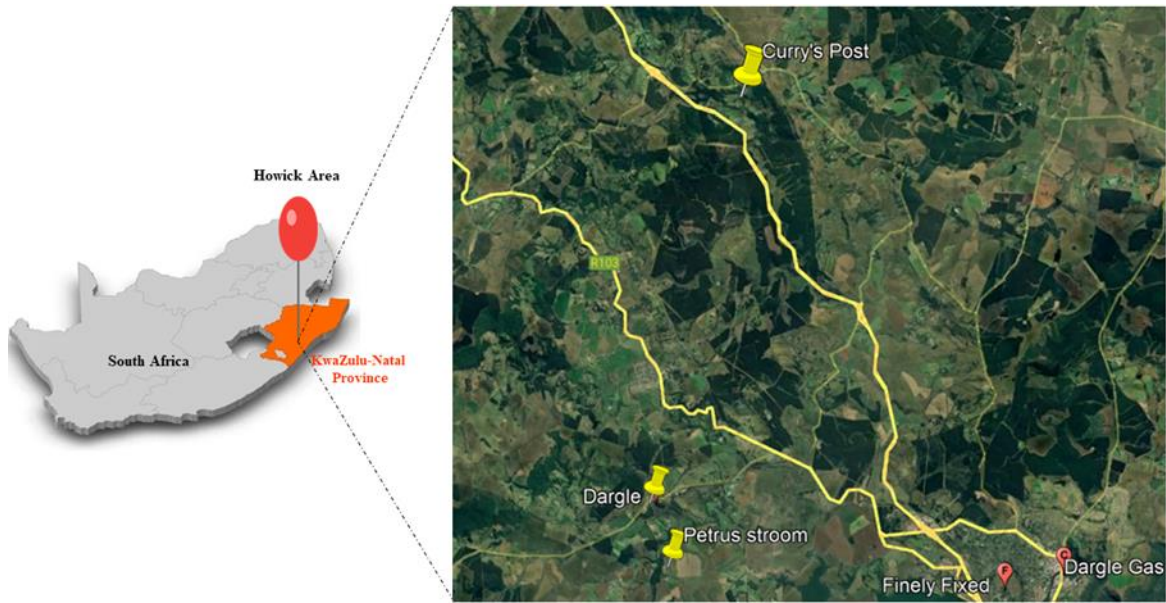 Howick Area
South Africa
KwaZulu-Natal
Province
Curry's Post
R103
Dargle
Petrus stroom
Finely Fixed
F
C
Dargle Gas